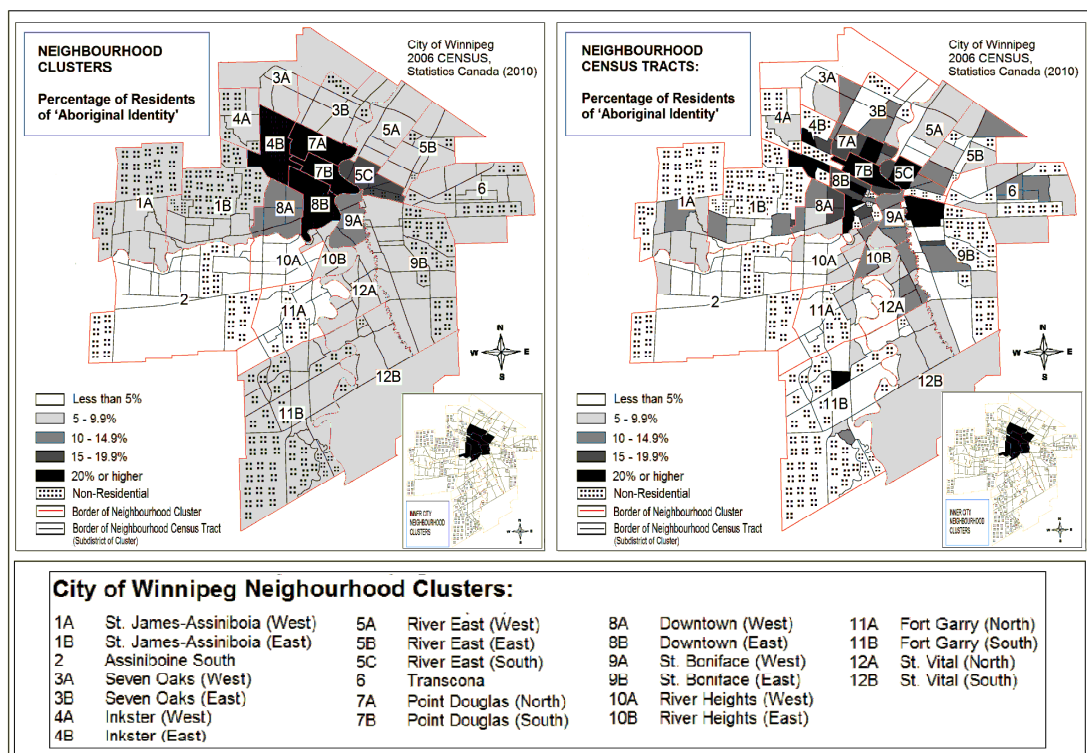 NEIGHBOURHOOD
CLUSTERS
Percentage of Residents
of ‘Aboriginal Identity’
City of Winnipeg
2006 CENSUS,
Statistics Canada (2010)
3A
4A
3B
5A
4B
7A
5B
7B
5C
6
1A
1B
8A
8B
9A
10A
10B
9B
2
12A
11A
12B
11B
N
W E
S
Less than 5%
5 - 9.9%
10 - 14.9%
15 - 19.9%
20% or higher
Non-Residential
Border of Neighbourhood Cluster
Border of Neighbourhood Census Tract
(Subdistrict of Cluster)
INNER CITY
NEIGHBOURHOOD
CLUSTERS
NEIGHBOURHOOD
CENSUS TRACTS:
Percentage of Residents
of ‘Aboriginal Identity’
City of Winnipeg
2006 CENSUS,
Statistics Canada (2010)
3A
4A
3B
4B
5A
7A
5B
7B
5C
8B
6
1A
1B
8A
9A
10A
10B
9B
2
11A
12A
12B
11B
N
W E
S
Less than 5%
5 - 9.9%
10 - 14.9%
15 - 19.9%
20% or higher
Non-Residential
Border of Neighbourhood Cluster
Border of Neighbourhood Census Tract
(Subdistrict of Cluster)
INNER CITY
NEIGHBOURHOOD
CLUSTERS
City of Winnipeg Neighourhood Clusters:
1A St. James-Assiniboia (West)
1B St. James-Assiniboia (East)
2 Assiniboine South
3A Seven Oaks (West)
3B Seven Oaks (East)
4A Inkster (West)
4B Inkster (East)
5A River East (West)
5B River East (East)
5C River East (South)
6 Transcona
7A Point Douglas (North)
7B Point Douglas (South)
8A Downtown (West)
8B Downtown (East)
9A St. Boniface (West)
9B St. Boniface (East)
10A River Heights (West)
10B River Heights (East)
11A Fort Garry (North)
11B Fort Garry (South)
12A St. Vital (North)
12B St. Vital (South)